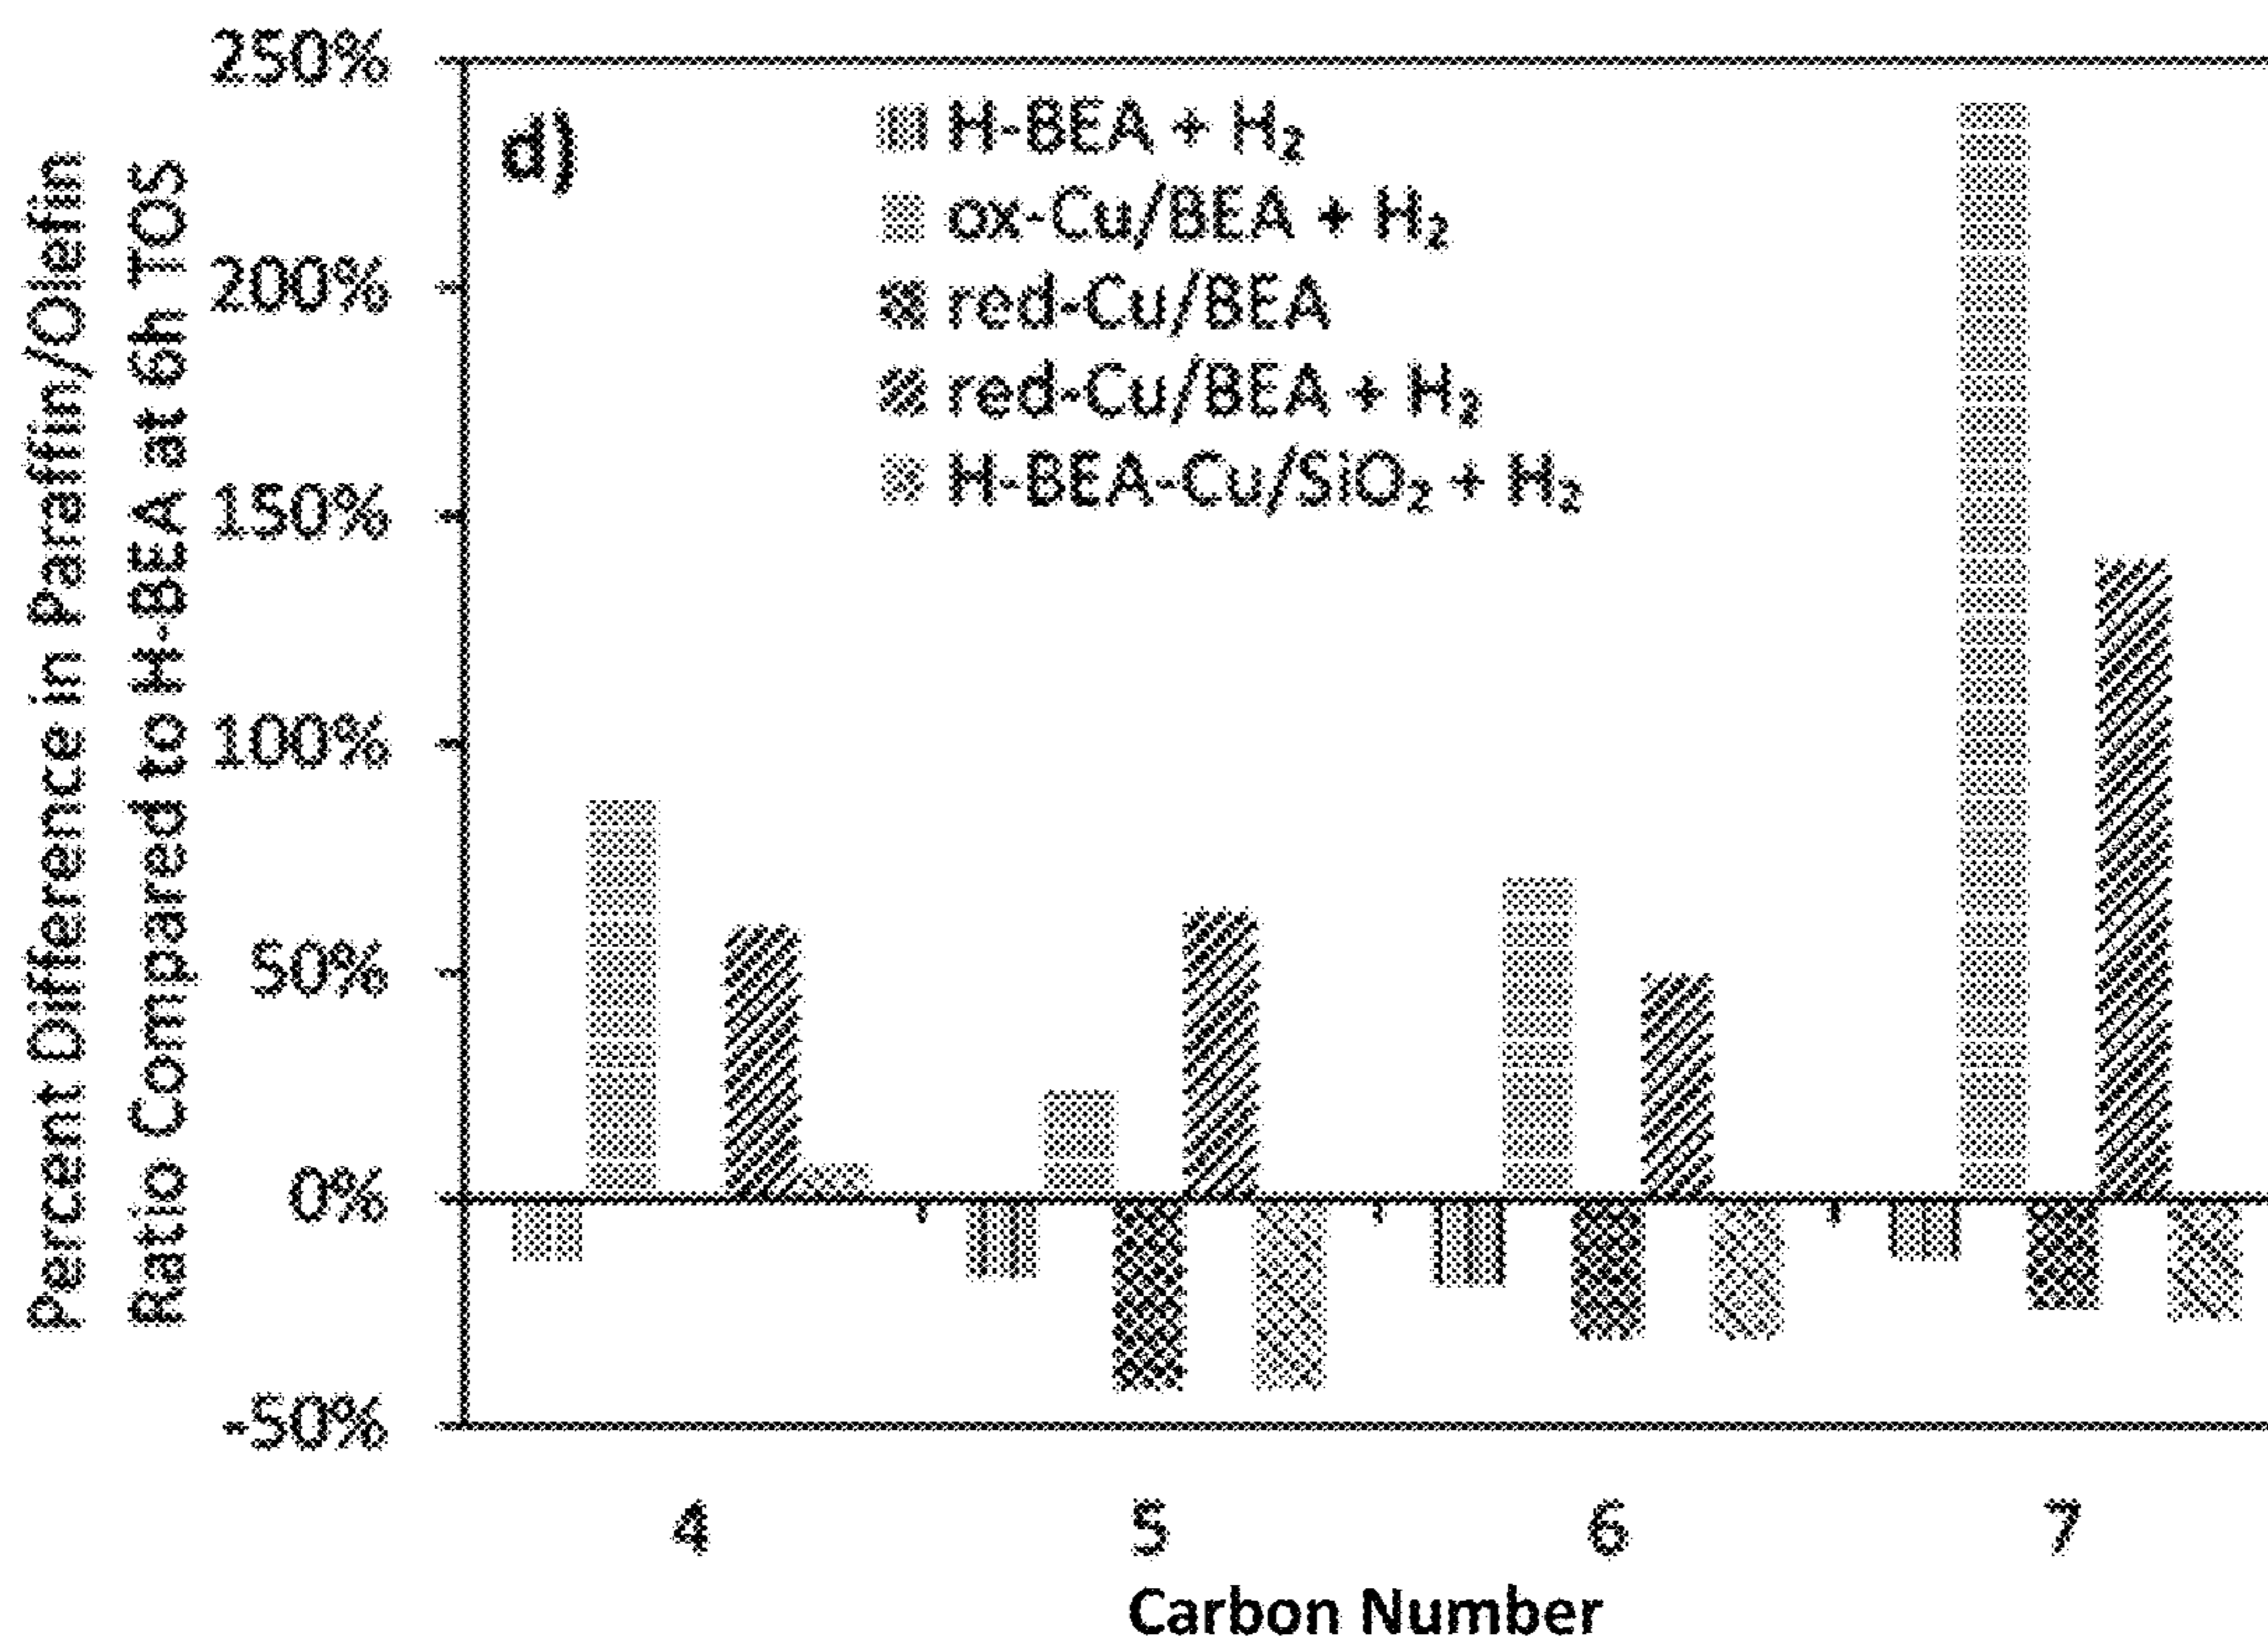 Percent Difference in Paraffin/Olefin
Ratio Compared to H-BEA at 6h TOS
250%
200%
150%
100%
50%
0%
-50%
d)
H-BEA + H₂
ox-Cu/BEA + H₂
red-Cu/BEA
red-Cu/BEA + H₂
H-BEA-Cu/SiO₂ + H₂
4 5 6 7
Carbon Number